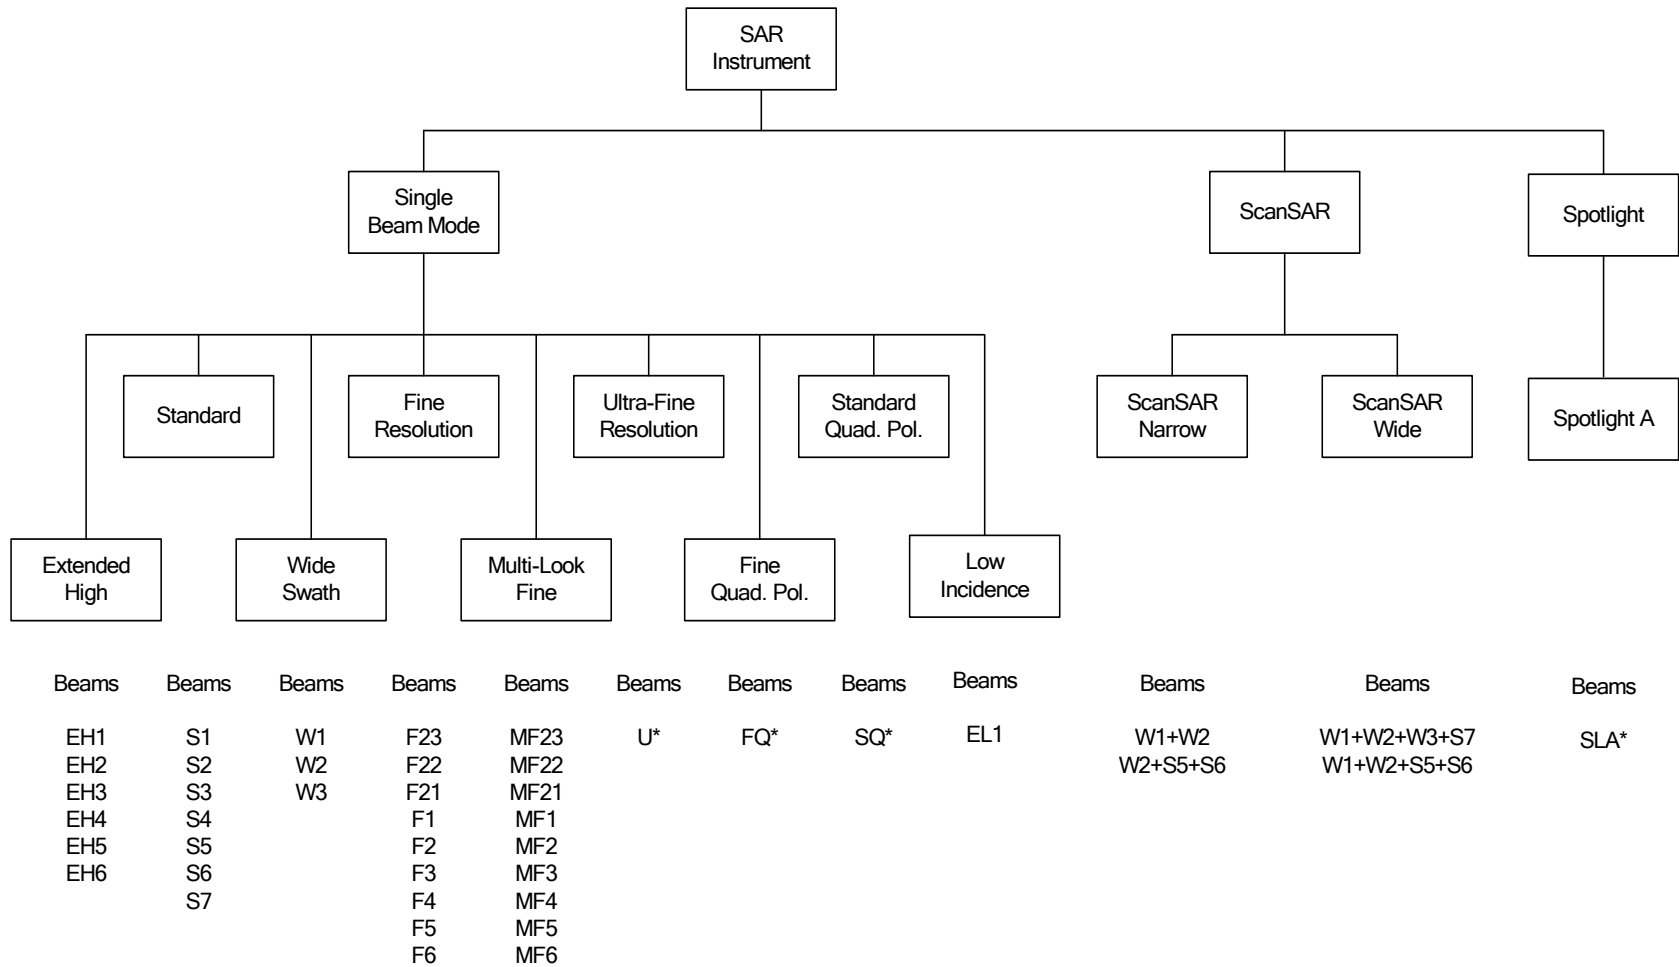 SAR
Instrument
Single
Beam Mode
ScanSAR
Spotlight
Standard
Fine
Resolution
Ultra-Fine
Resolution
Standard
Quad. Pol.
ScanSAR
Narrow
ScanSAR
Wide
Spotlight A
Extended
High
Wide
Swath
Multi-Look
Fine
Fine
Quad. Pol.
Low
Incidence
Beams
EH1
EH2
EH3
EH4
EH5
EH6
Beams
S1
S2
S3
S4
S5
S6
S7
Beams
W1
W2
W3
Beams
F23
F22
F21
F1
F2
F3
F4
F5
F6
Beams
MF23
MF22
MF21
MF1
MF2
MF3
MF4
MF5
MF6
Beams
U*
Beams
FQ*
Beams
SQ*
Beams
EL1
Beams
W1+W2
W2+S5+S6
Beams
W1+W2+W3+S7
W1+W2+S5+S6
Beams
SLA*